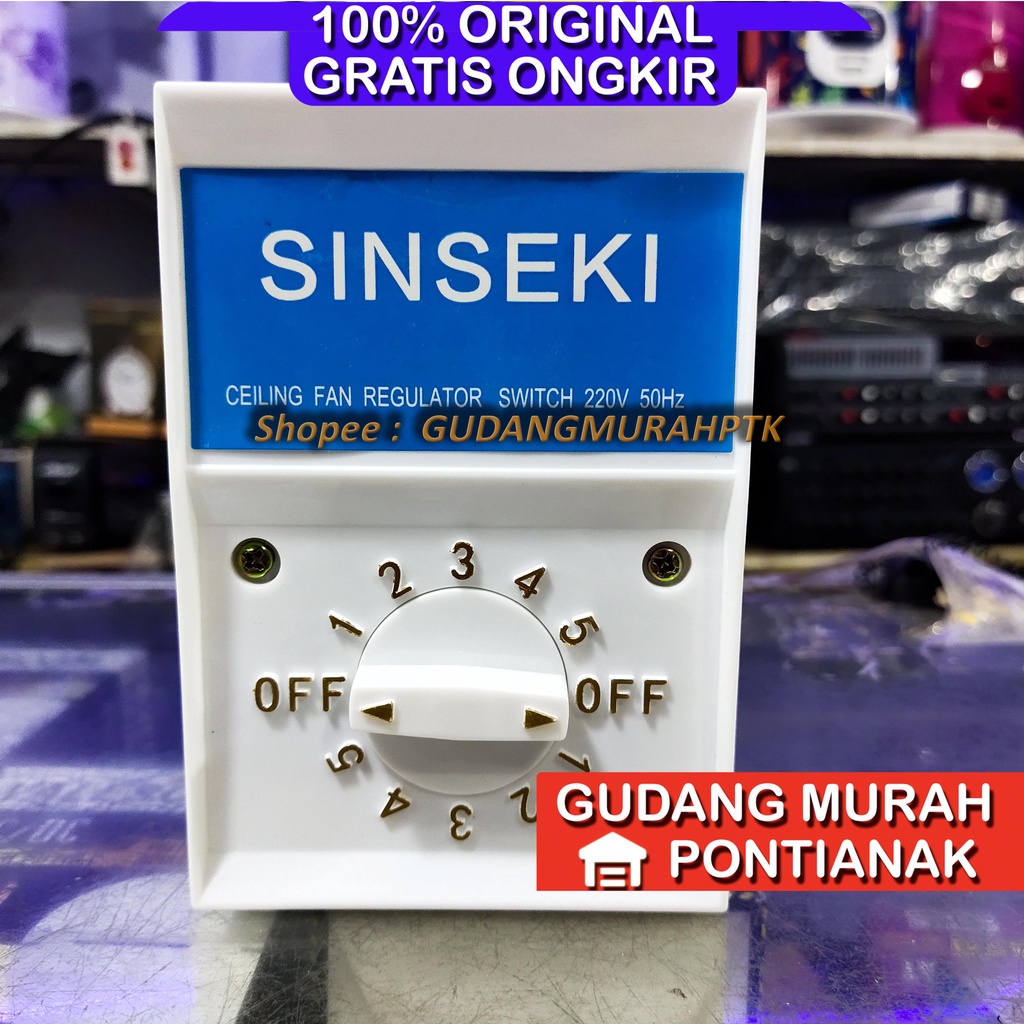 100% ORIGINAL
GRATIS ONGKIR
SINSEKI
CEILING FAN REGULATOR SWITCH 220V 50Hz
Shopee : GUDANGMURAHPTK
1 2 3 4 5
OFF OFF
5 4 3 2 1
GUDANG MURAH
PONTIANAK